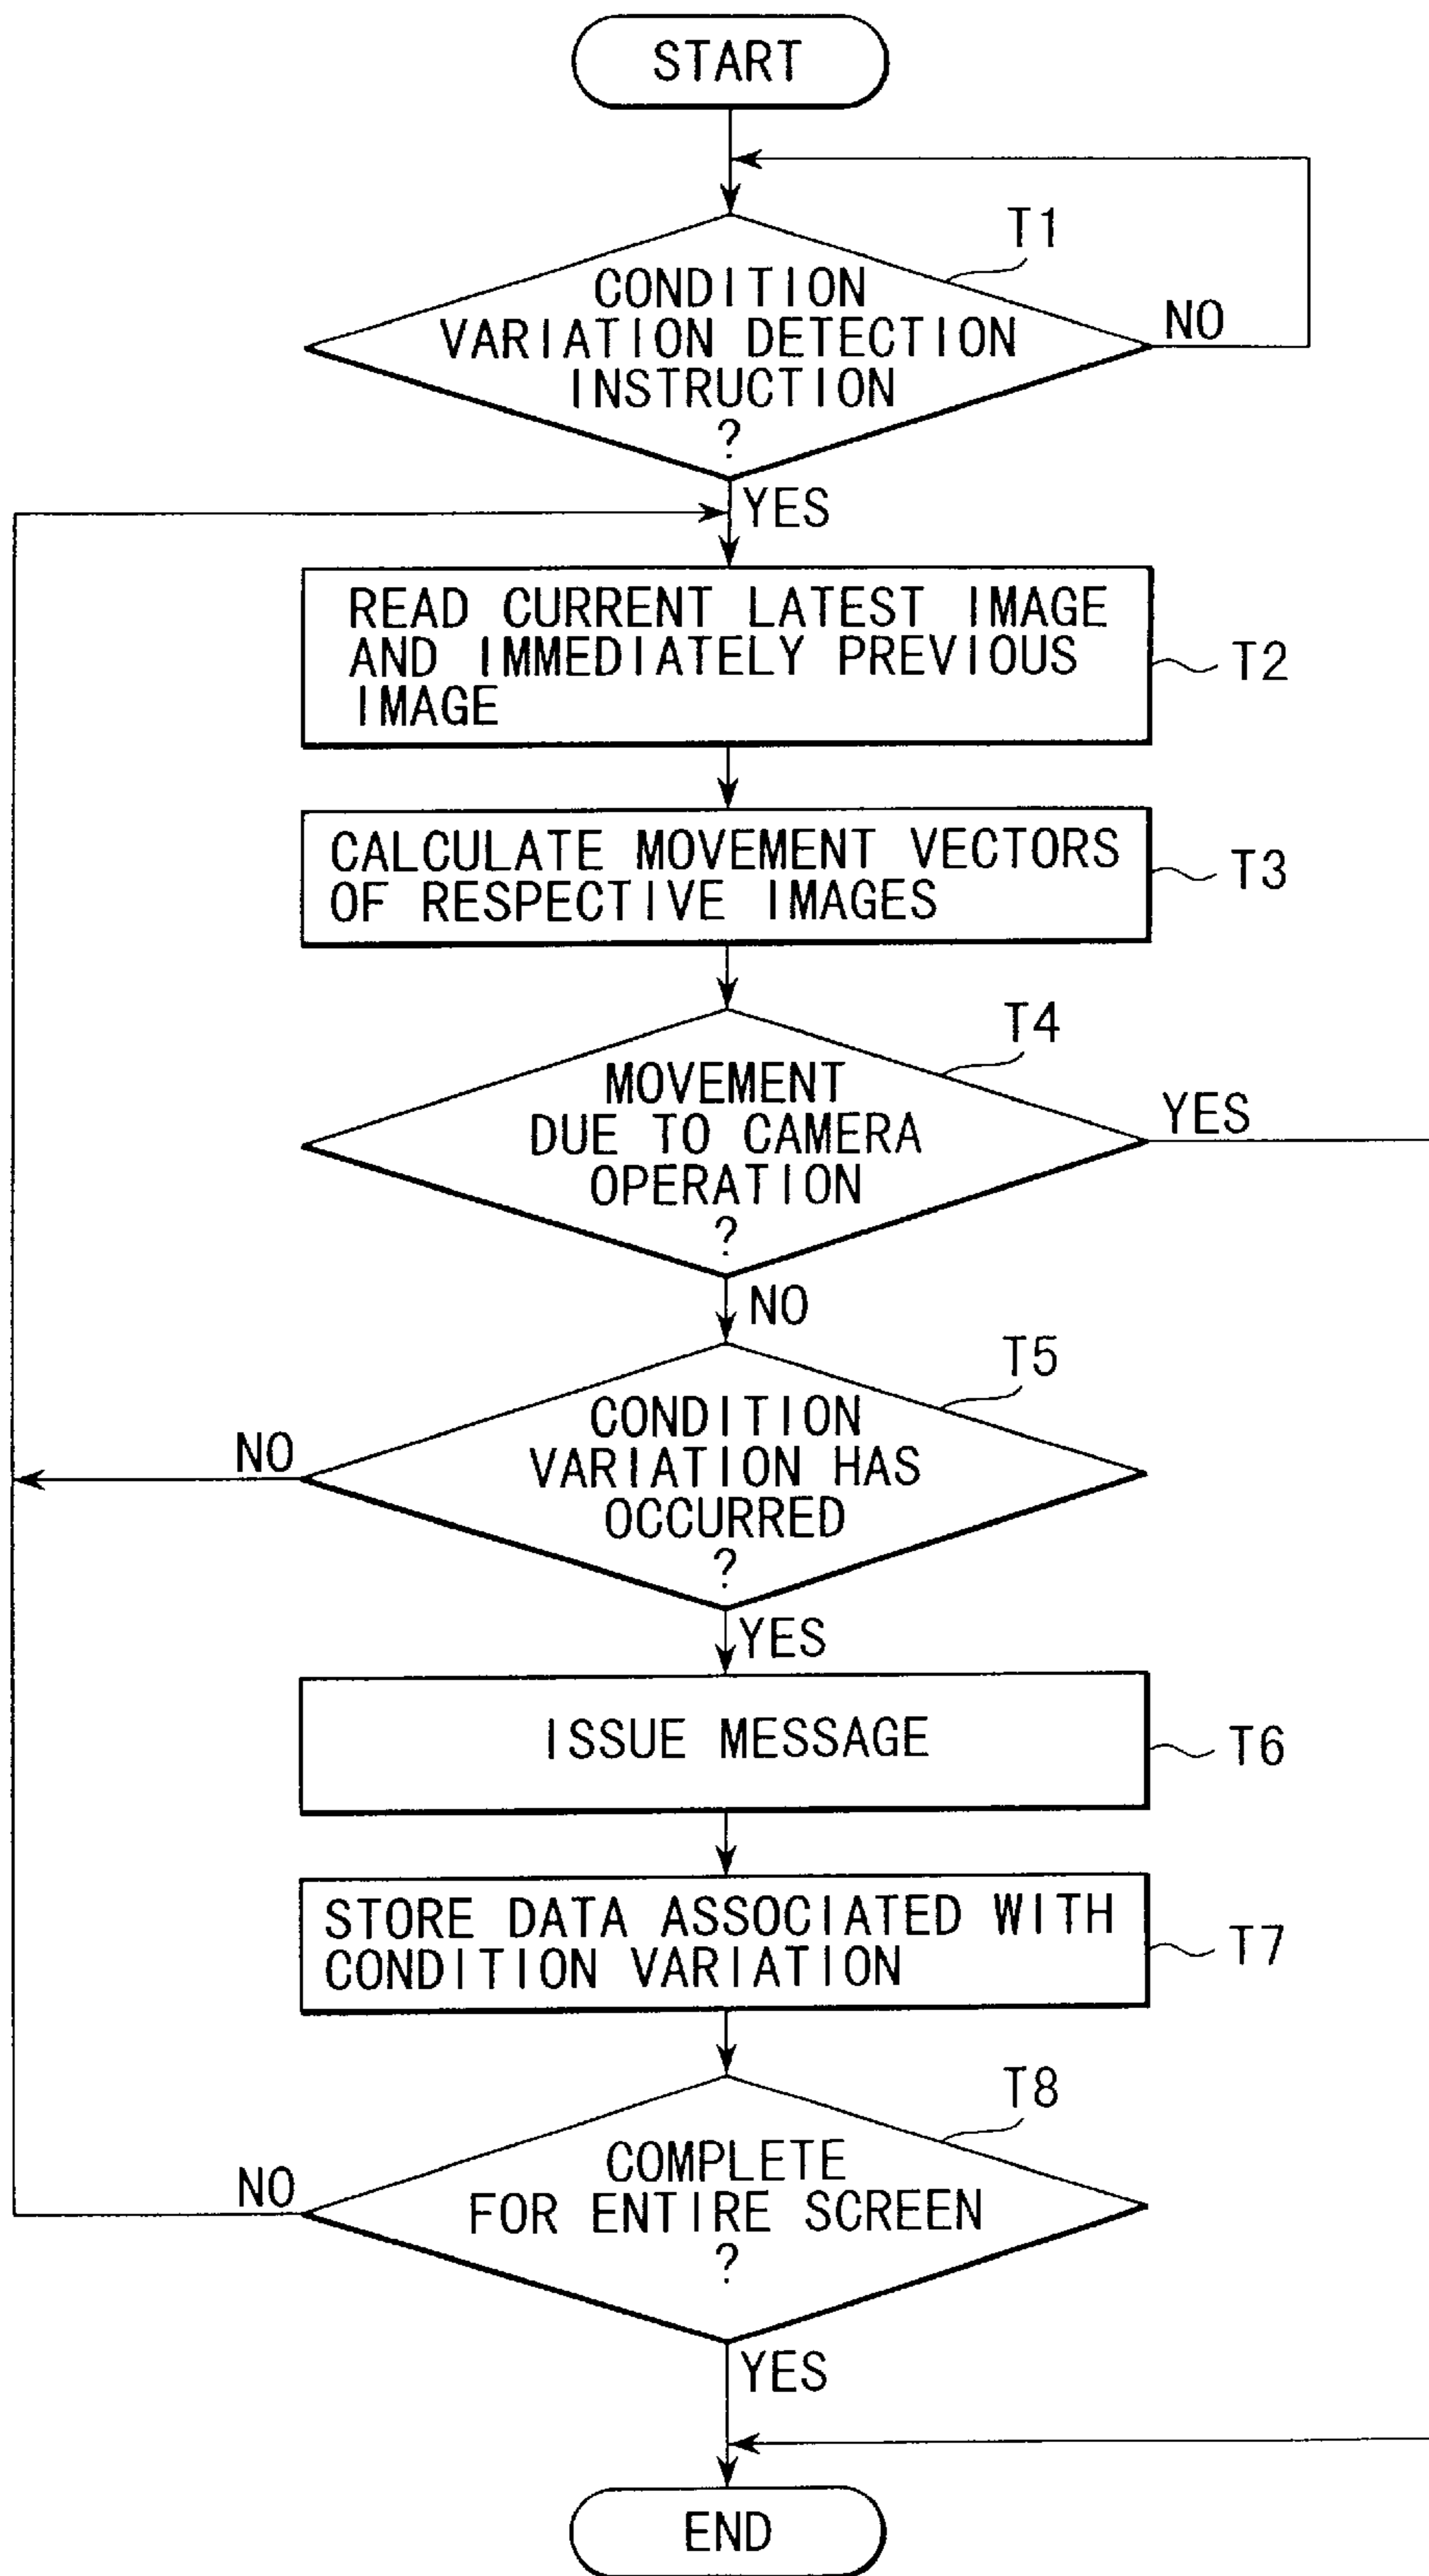 START
T1
CONDITION
VARIATION DETECTION
INSTRUCTION
?
NO
YES
READ CURRENT LATEST IMAGE
AND IMMEDIATELY PREVIOUS
IMAGE
T2
CALCULATE MOVEMENT VECTORS
OF RESPECTIVE IMAGES
T3
T4
MOVEMENT
DUE TO CAMERA
OPERATION
?
YES
NO
T5
CONDITION
VARIATION HAS
OCCURRED
?
NO
YES
ISSUE MESSAGE
T6
STORE DATA ASSOCIATED WITH
CONDITION VARIATION
T7
T8
COMPLETE
FOR ENTIRE SCREEN
?
NO
YES
END